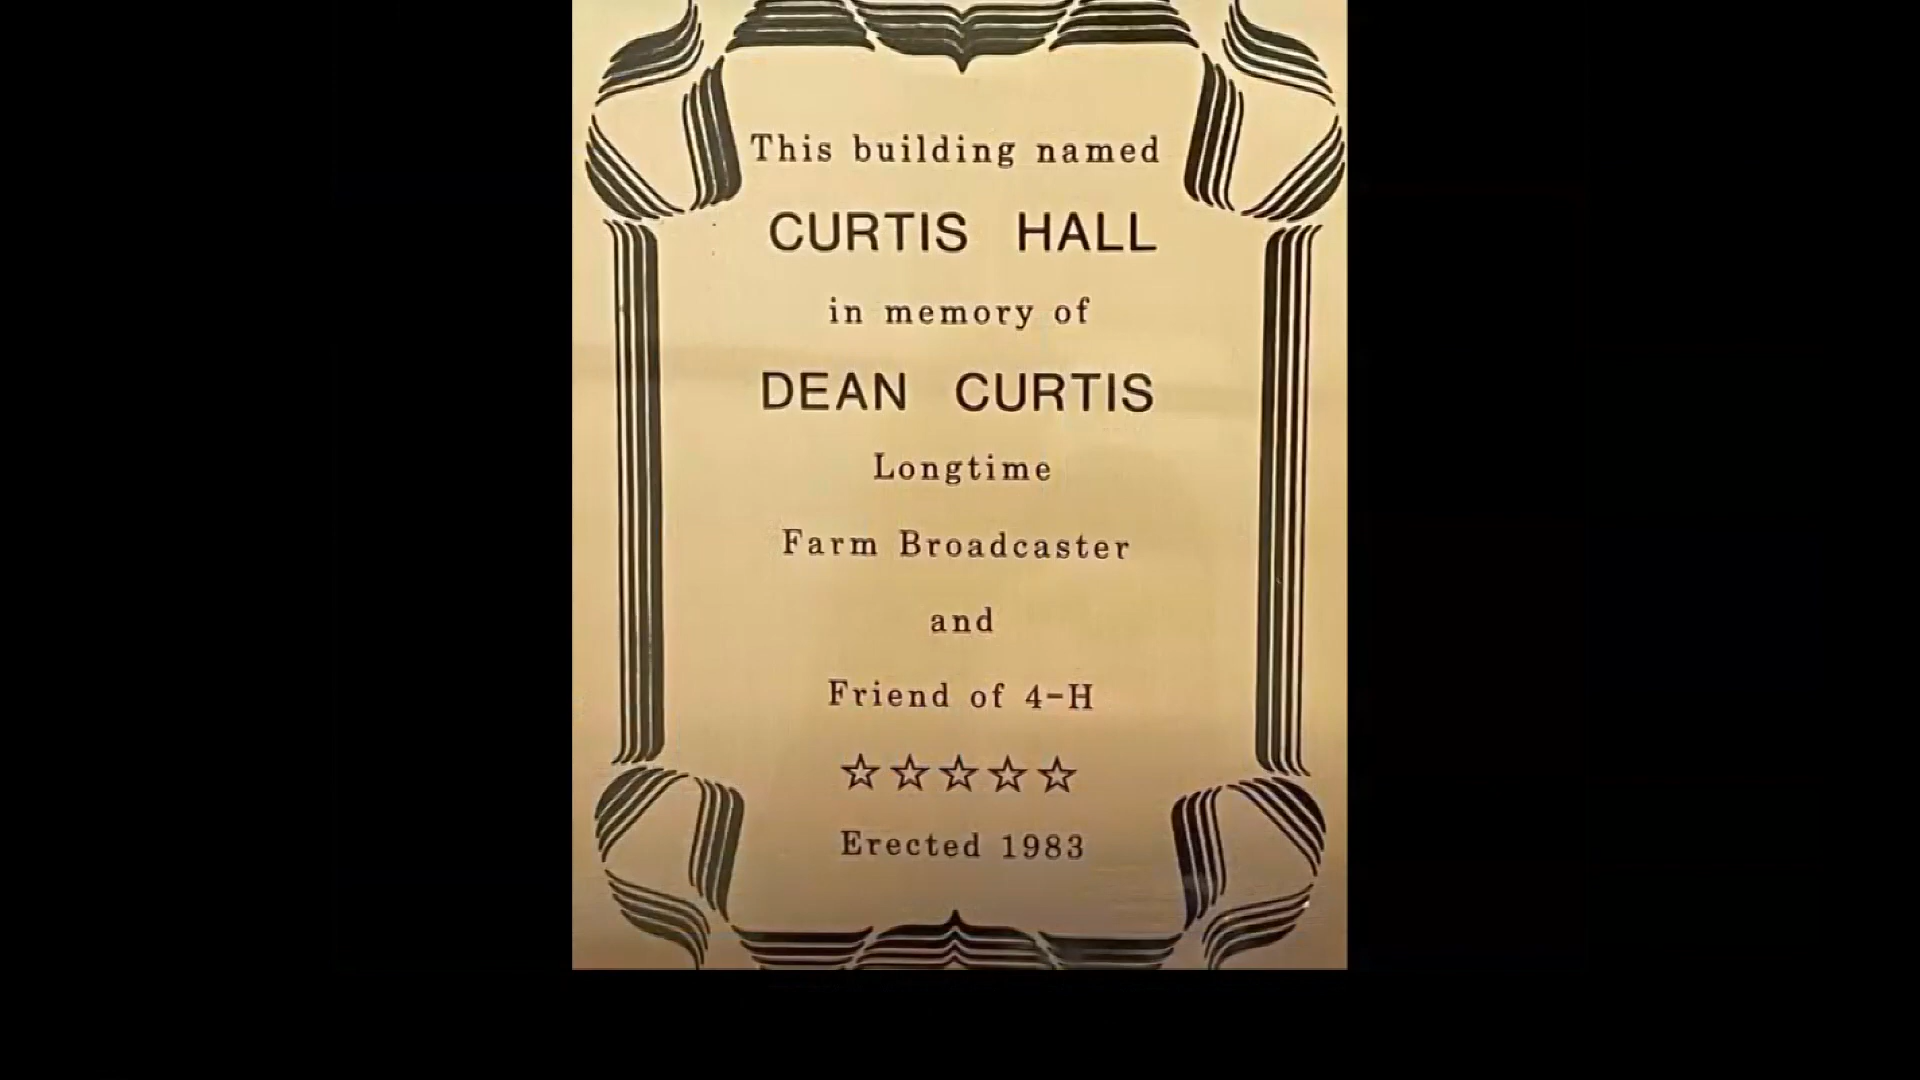 This building named
CURTIS HALL
in memory of
DEAN CURTIS
Longtime
Farm Broadcaster
and
Friend of 4-H
☆☆☆☆☆
Erected 1983